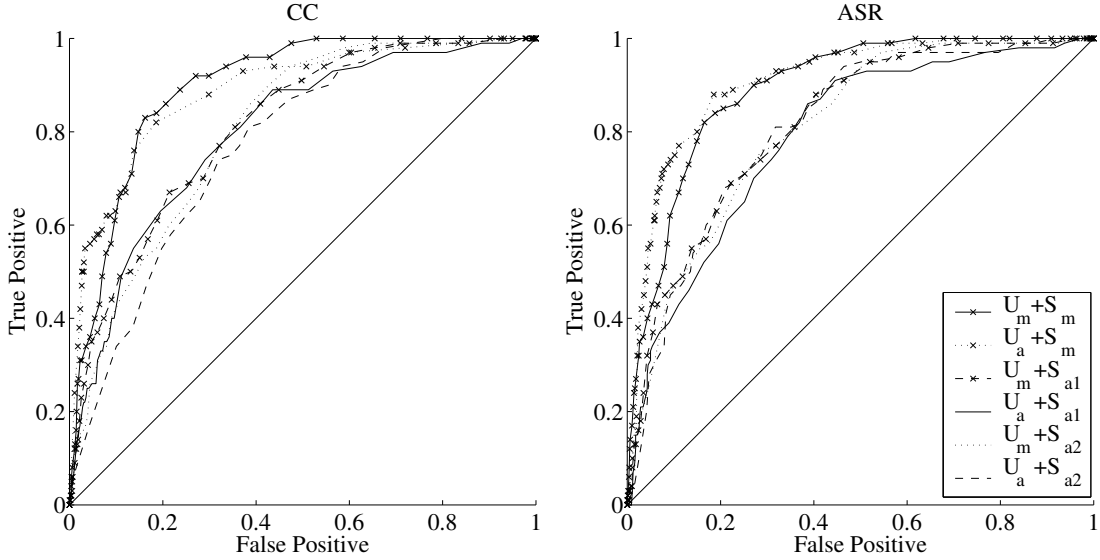 CC
True Positive
1
0.8
0.6
0.4
0.2
0
0
0.2
0.4
0.6
0.8
1
False Positive
ASR
True Positive
1
0.8
0.6
0.4
0.2
0
0
0.2
0.4
0.6
0.8
1
False Positive
U_m+S_m
U_a+S_m
U_m+S_a1
U_a+S_a1
U_m+S_a2
U_a+S_a2